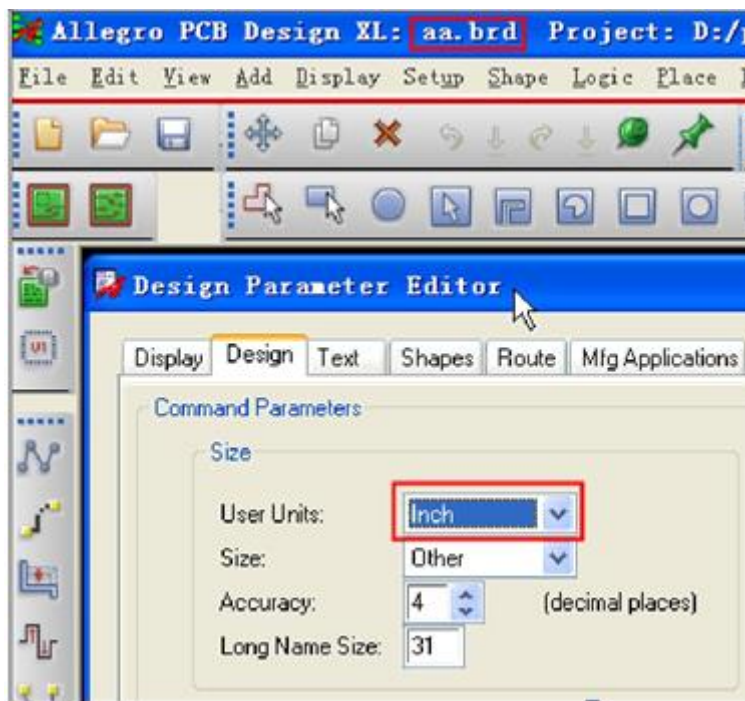 Allegro PCB Design XL: aa.brd Project: D:/
File Edit View Add Display Setup Shape Logic Place
U1
Design Parameter Editor
Display Design Text Shapes Route Mfg Applications
Command Parameters
Size
User Units: Inch
Size: Other
Accuracy: 4 (decimal places)
Long Name Size: 31